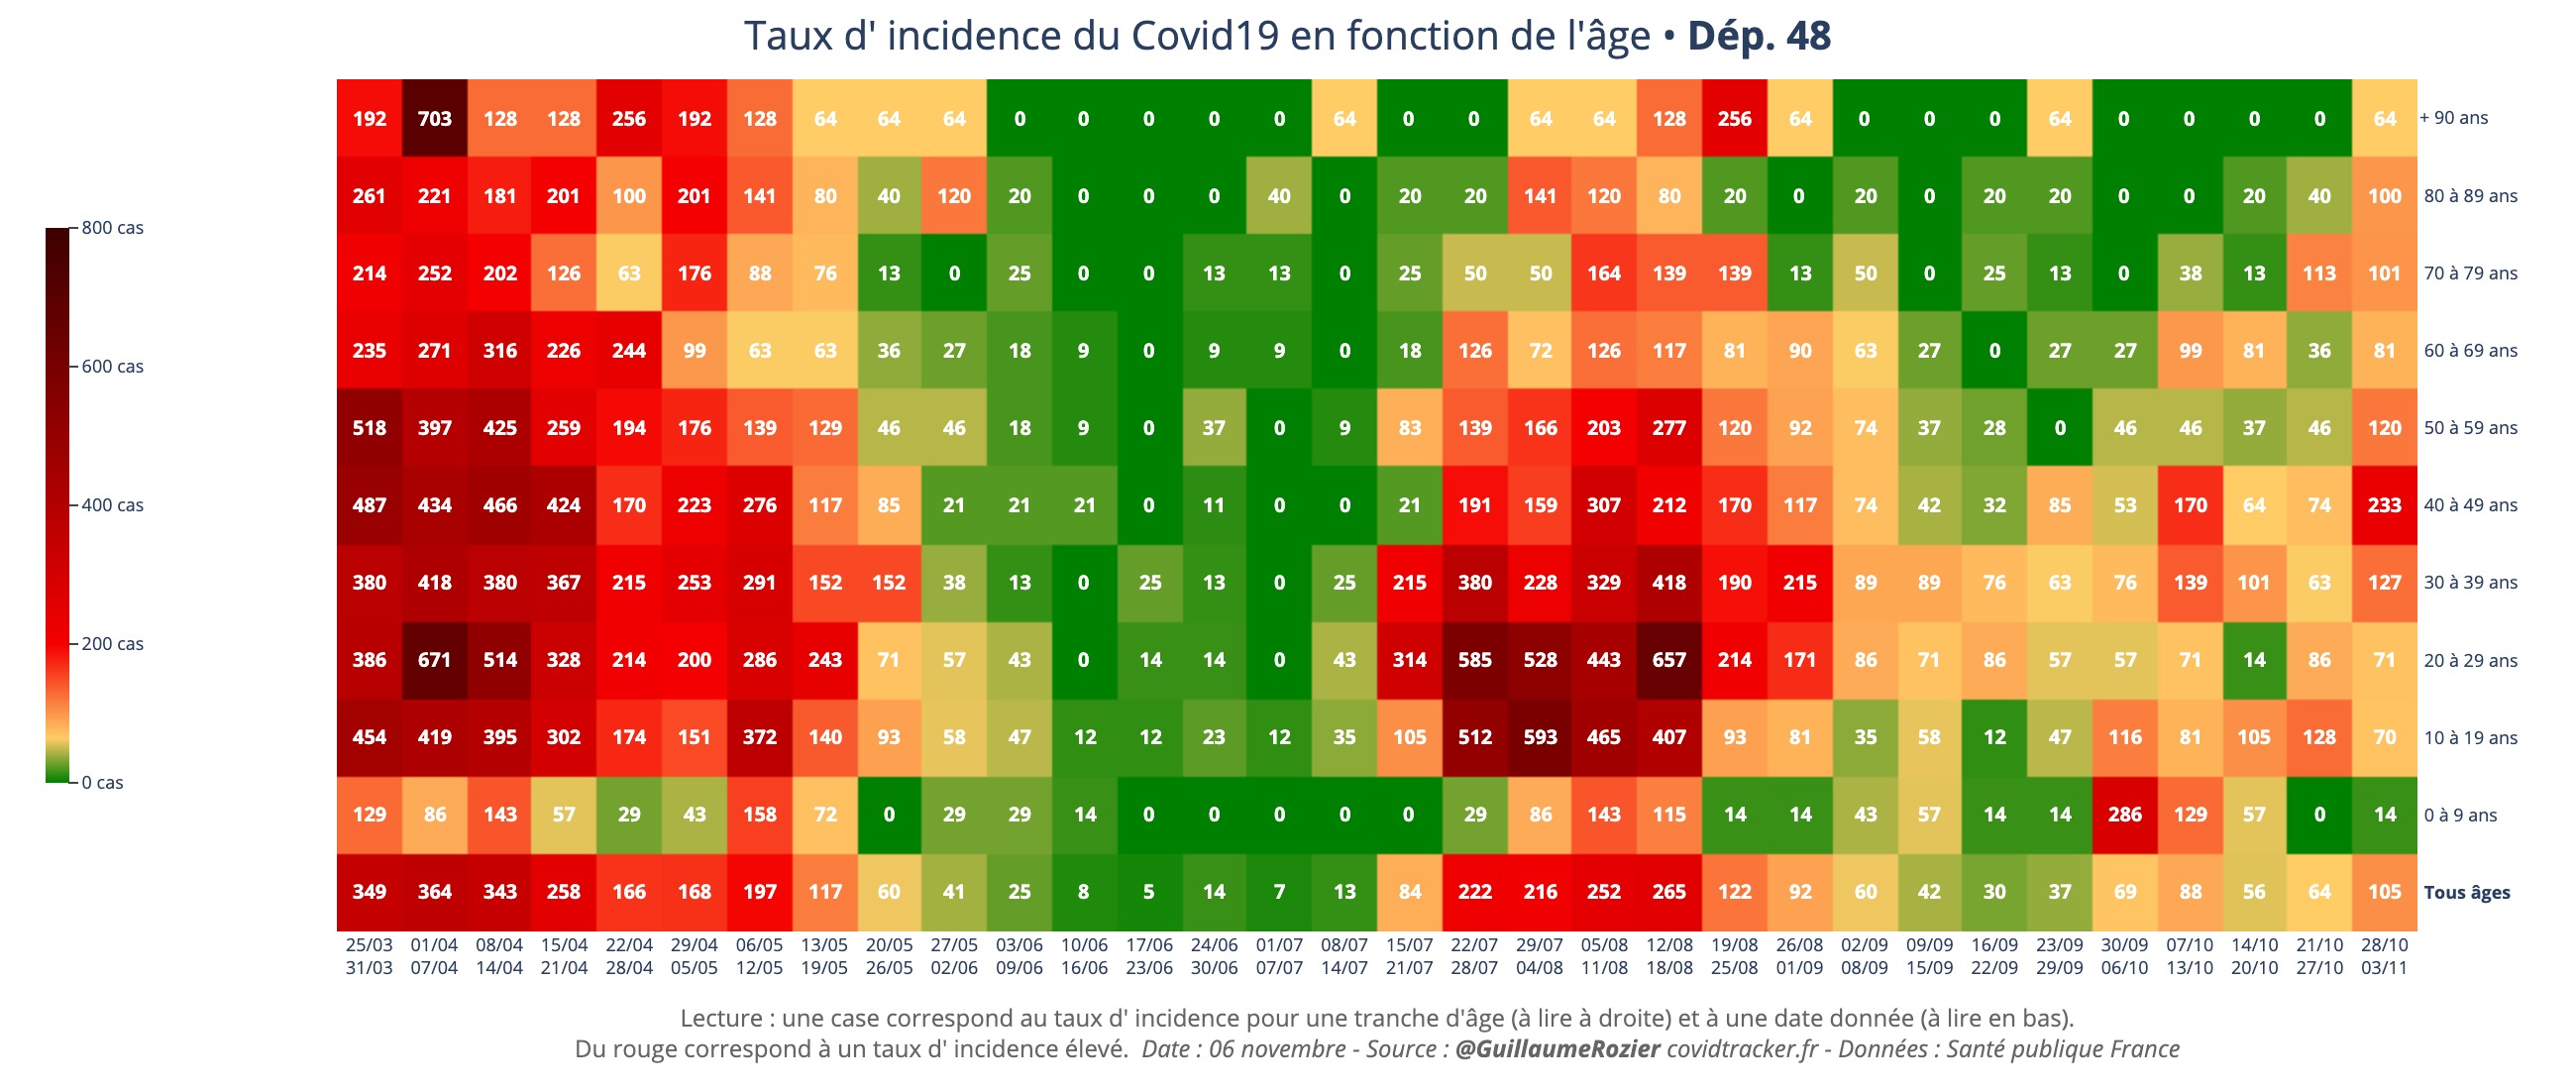 Taux d' incidence du Covid19 en fonction de l'âge • Dép. 48
800 cas
600 cas
400 cas
200 cas
0 cas
192 703 128 128 256 192 128 64 64 64 0 0 0 0 0 64 0 0 64 64 128 256 64 0 0 0 64 0 0 0 0 64 + 90 ans
261 221 181 201 100 201 141 80 40 120 20 0 0 0 40 0 20 20 141 120 80 20 0 20 0 20 20 0 0 20 40 100 80 à 89 ans
214 252 202 126 63 176 88 76 13 0 25 0 0 13 13 0 25 50 50 164 139 139 13 50 0 25 13 0 38 13 113 101 70 à 79 ans
235 271 316 226 244 99 63 63 36 27 18 9 0 9 9 0 18 126 72 126 117 81 90 63 27 0 27 27 99 81 36 81 60 à 69 ans
518 397 425 259 194 176 139 129 46 46 18 9 0 37 0 9 83 139 166 203 277 120 92 74 37 28 0 46 46 37 46 120 50 à 59 ans
487 434 466 424 170 223 276 117 85 21 21 21 0 11 0 0 21 191 159 307 212 170 117 74 42 32 85 53 170 64 74 233 40 à 49 ans
380 418 380 367 215 253 291 152 152 38 13 0 25 13 0 25 215 380 228 329 418 190 215 89 89 76 63 76 139 101 63 127 30 à 39 ans
386 671 514 328 214 200 286 243 71 57 43 0 14 14 0 43 314 585 528 443 657 214 171 86 71 86 57 57 71 14 86 71 20 à 29 ans
454 419 395 302 174 151 372 140 93 58 47 12 12 23 12 35 105 512 593 465 407 93 81 35 58 12 47 116 81 105 128 70 10 à 19 ans
129 86 143 57 29 43 158 72 0 29 29 14 0 0 0 0 0 29 86 143 115 14 14 43 57 14 14 286 129 57 0 14 0 à 9 ans
349 364 343 258 166 168 197 117 60 41 25 8 5 14 7 13 84 222 216 252 265 122 92 60 42 30 37 69 88 56 64 105 Tous âges
25/03 01/04 08/04 15/04 22/04 29/04 06/05 13/05 20/05 27/05 03/06 10/06 17/06 24/06 01/07 08/07 15/07 22/07 29/07 05/08 12/08 19/08 26/08 02/09 09/09 16/09 23/09 30/09 07/10 14/10 21/10 28/10
31/03 07/04 14/04 21/04 28/04 05/05 12/05 19/05 26/05 02/06 09/06 16/06 23/06 30/06 07/07 14/07 21/07 28/07 04/08 11/08 18/08 25/08 01/09 08/09 15/09 22/09 29/09 06/10 13/10 20/10 27/10 03/11
Lecture : une case correspond au taux d' incidence pour une tranche d'âge (à lire à droite) et à une date donnée (à lire en bas).
Du rouge correspond à un taux d' incidence élevé. Date : 06 novembre - Source : @GuillaumeRozier covidtracker.fr - Données : Santé publique France